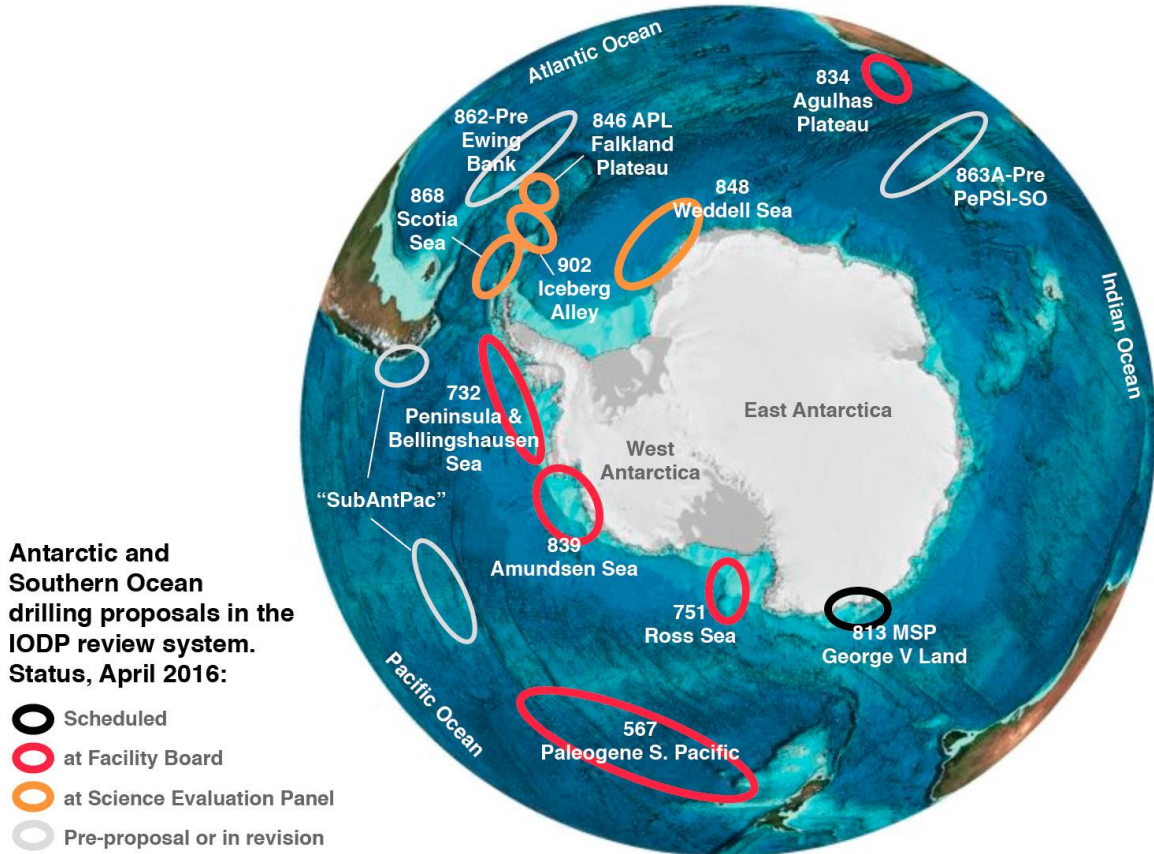 Atlantic Ocean
834
Agulhas
Plateau
862-Pre
Ewing
Bank
846 APL
Falkland
Plateau
863A-Pre
PePSI-SO
848
Weddell Sea
868
Scotia
Sea
902
Iceberg
Alley
Indian Ocean
732
Peninsula &
Bellingshausen
Sea
East Antarctica
West
Antarctica
“SubAntPac”
839
Amundsen Sea
751
Ross Sea
813 MSP
George V Land
Pacific Ocean
567
Paleogene S. Pacific
Antarctic and
Southern Ocean
drilling proposals in the
IODP review system.
Status, April 2016:
Scheduled
at Facility Board
at Science Evaluation Panel
Pre-proposal or in revision